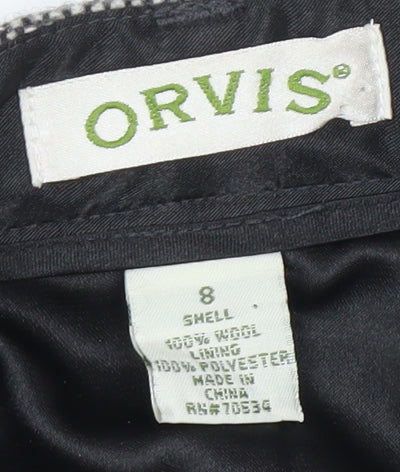 ORVIS®
8
SHELL
100% WOOL
LINING
100% POLYESTER
MADE IN
CHINA
RN#70534